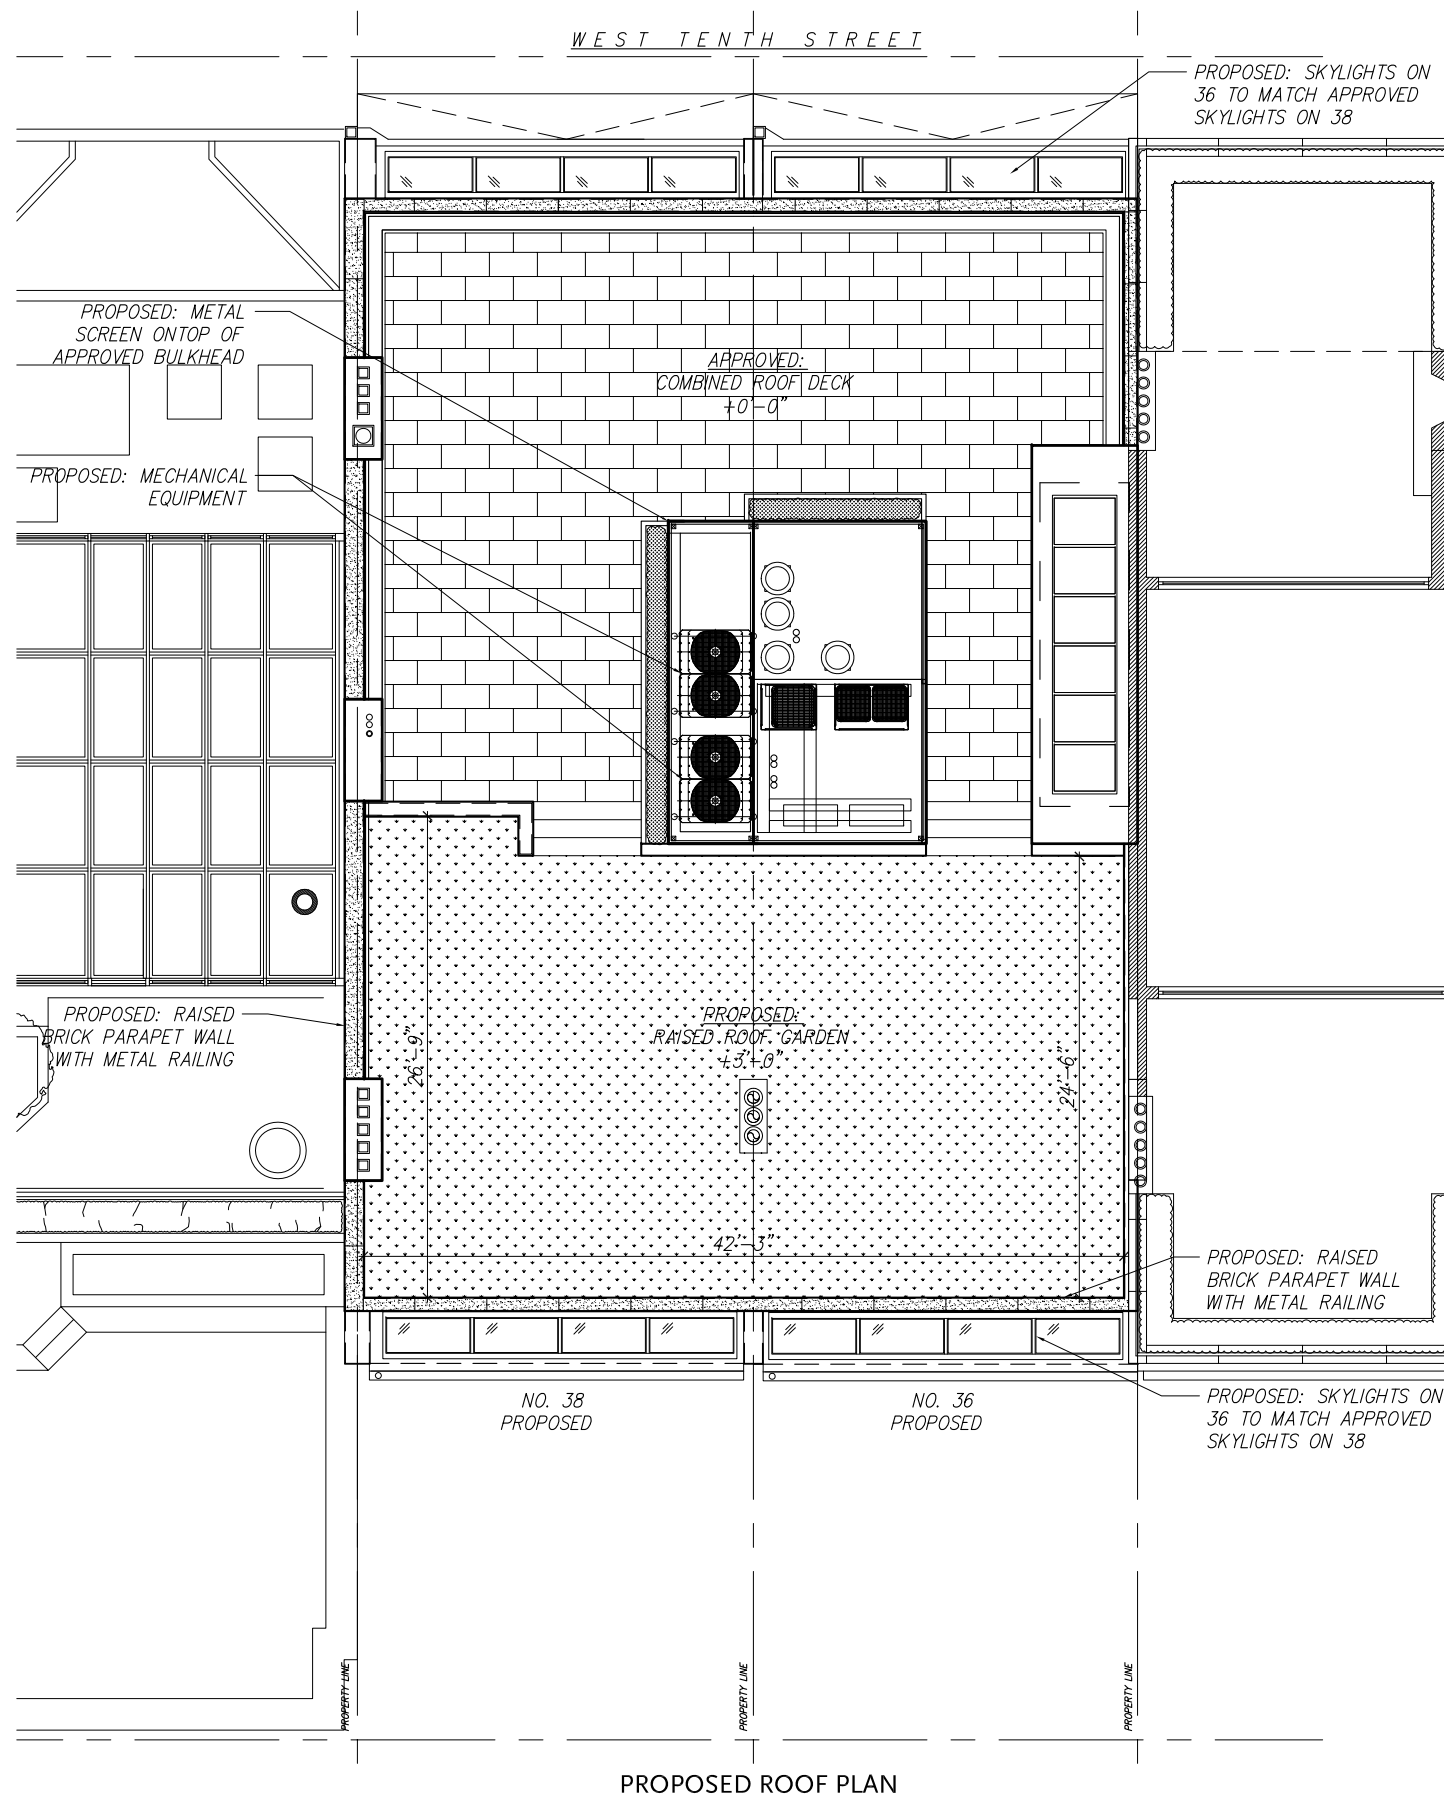 WEST TENTH STREET
PROPOSED: SKYLIGHTS ON
36 TO MATCH APPROVED
SKYLIGHTS ON 38
PROPOSED: METAL
SCREEN ONTOP OF
APPROVED BULKHEAD
APPROVED:
COMBINED ROOF DECK
+0'-0"
PROPOSED: MECHANICAL
EQUIPMENT
PROPOSED: RAISED
BRICK PARAPET WALL
WITH METAL RAILING
PROPOSED:
RAISED ROOF GARDEN
+3'-0"
26'-9"
24'-6"
42'-3"
PROPOSED: RAISED
BRICK PARAPET WALL
WITH METAL RAILING
NO. 38
PROPOSED
NO. 36
PROPOSED
PROPOSED: SKYLIGHTS ON
36 TO MATCH APPROVED
SKYLIGHTS ON 38
PROPERTY LINE
PROPERTY LINE
PROPERTY LINE
PROPOSED ROOF PLAN